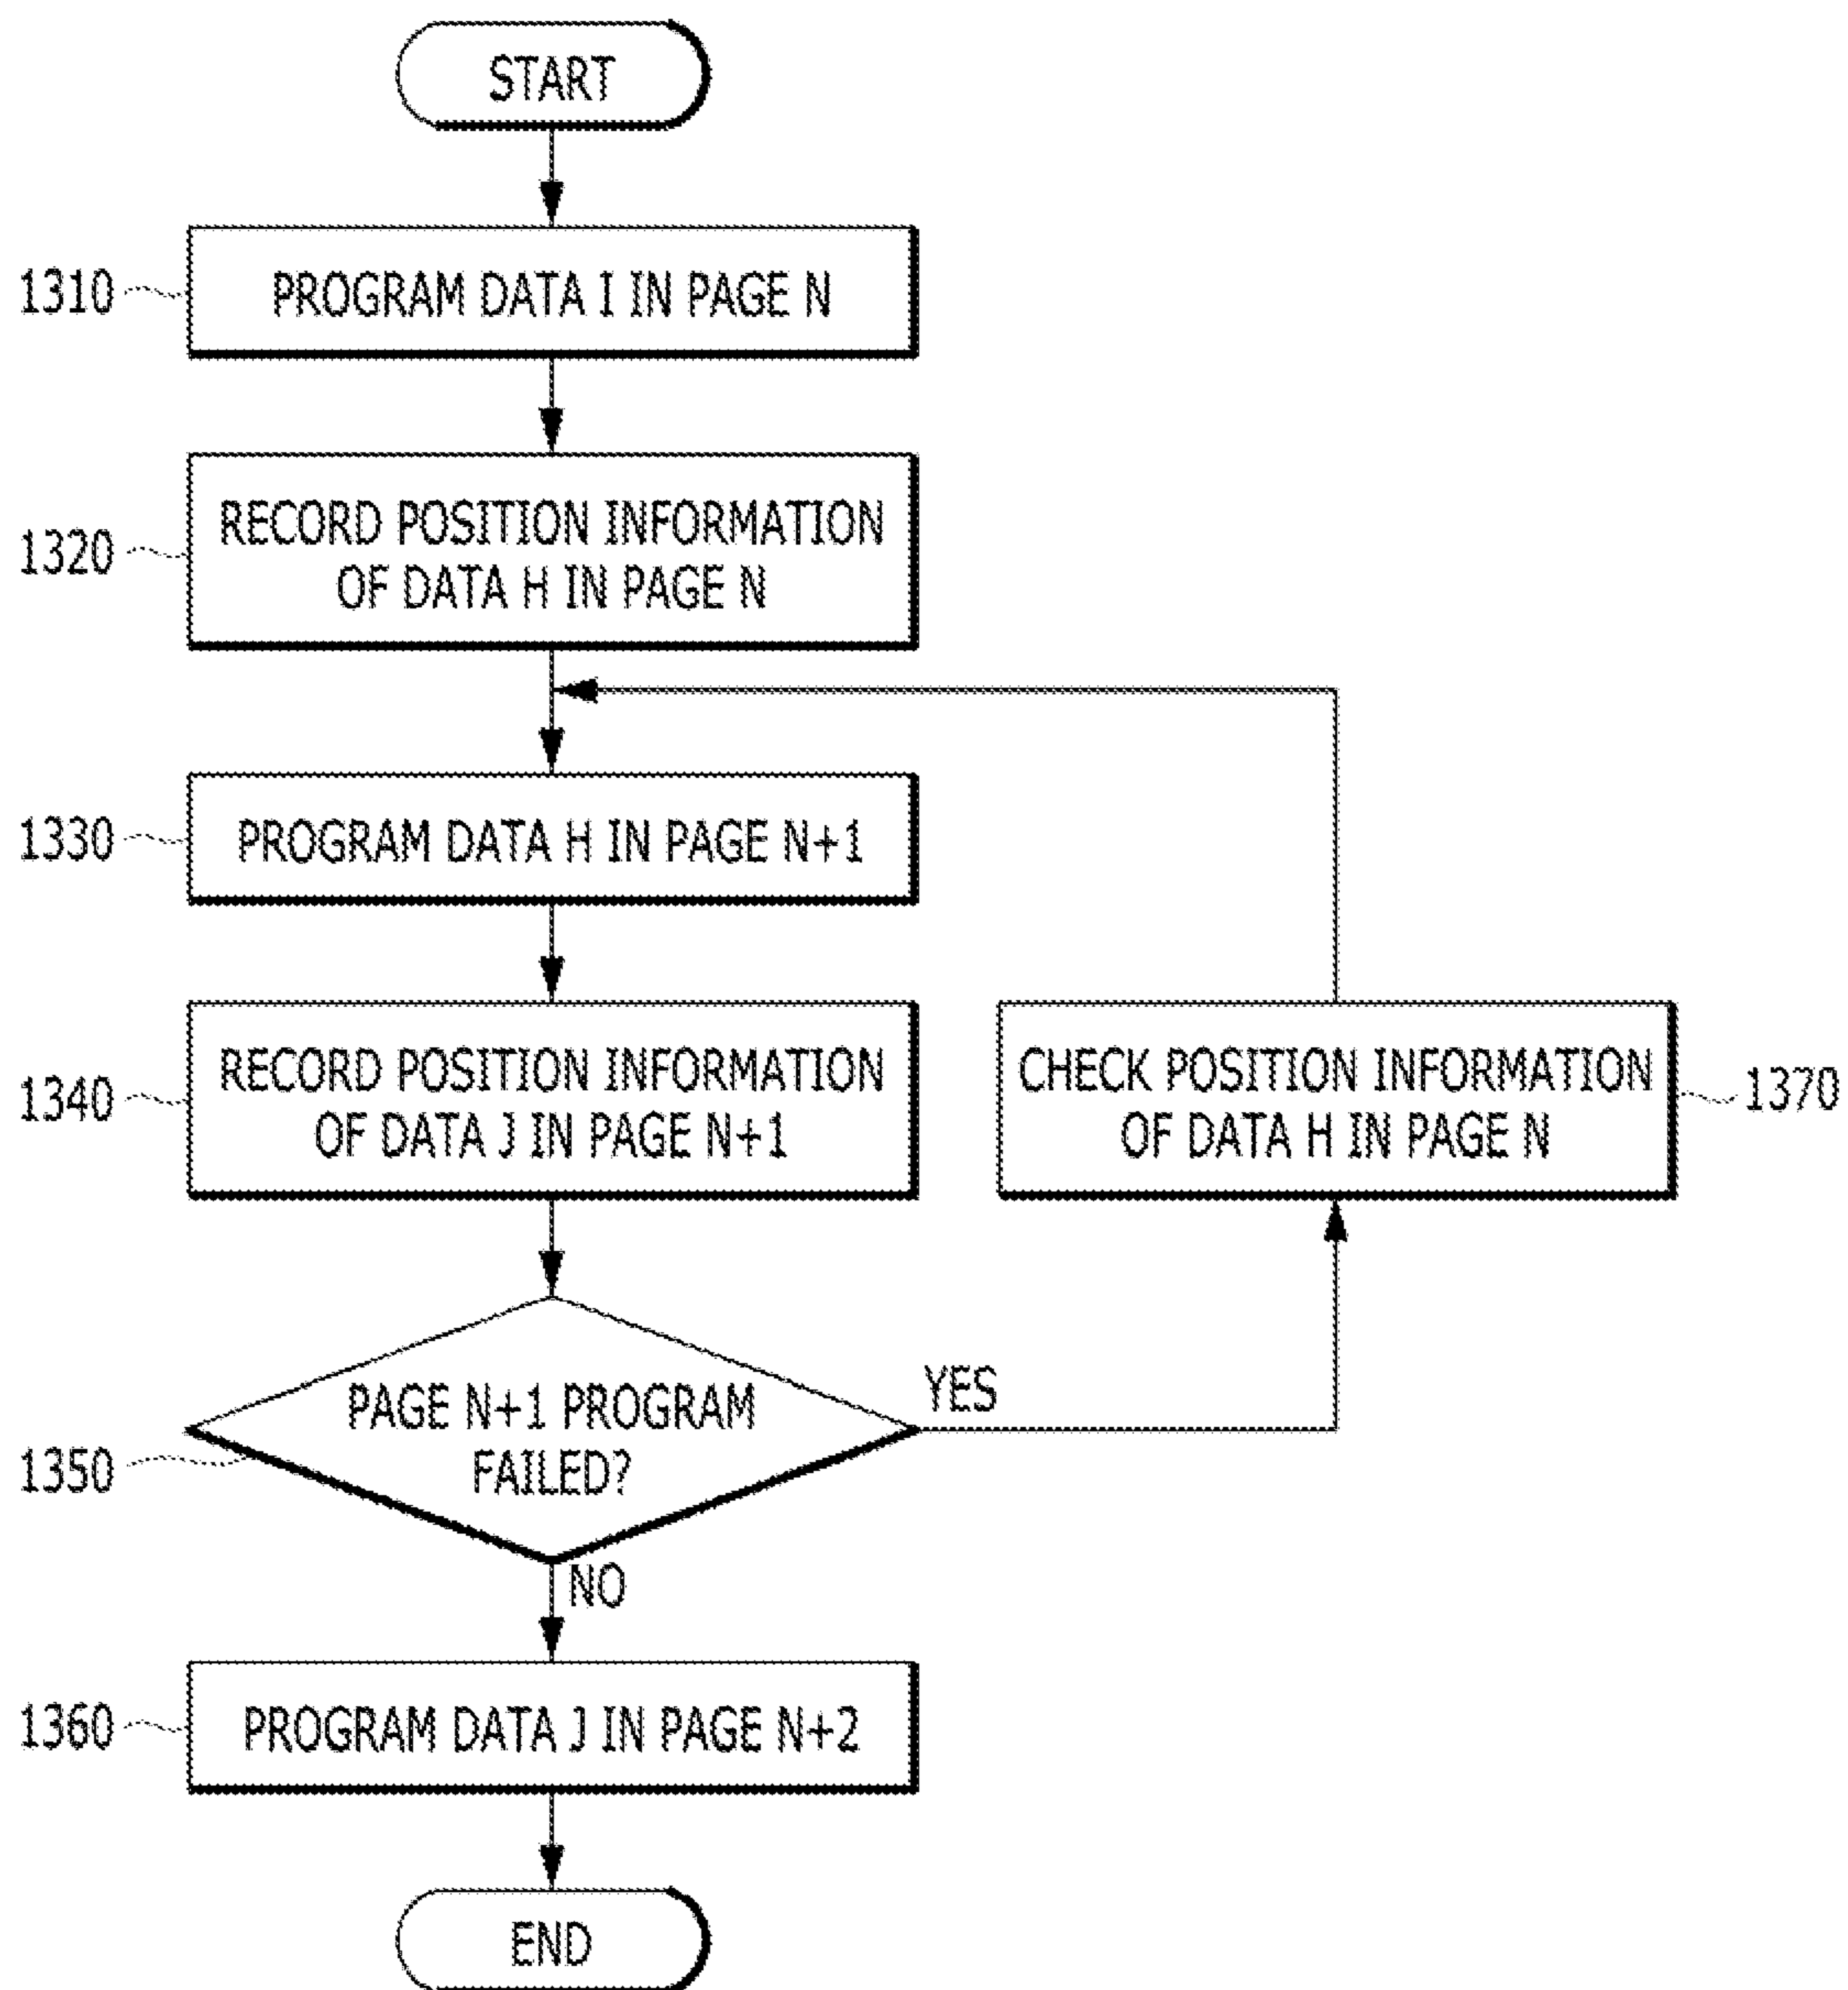 START
1310
PROGRAM DATA I IN PAGE N
1320
RECORD POSITION INFORMATION
OF DATA H IN PAGE N
1330
PROGRAM DATA H IN PAGE N+1
1340
RECORD POSITION INFORMATION
OF DATA J IN PAGE N+1
CHECK POSITION INFORMATION
OF DATA H IN PAGE N
1370
1350
PAGE N+1 PROGRAM
FAILED?
YES
NO
1360
PROGRAM DATA J IN PAGE N+2
END